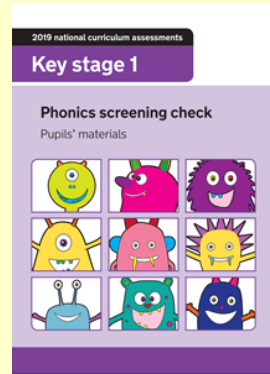 2019 national curriculum assessments
Key stage 1
Phonics screening check
Pupils' materials